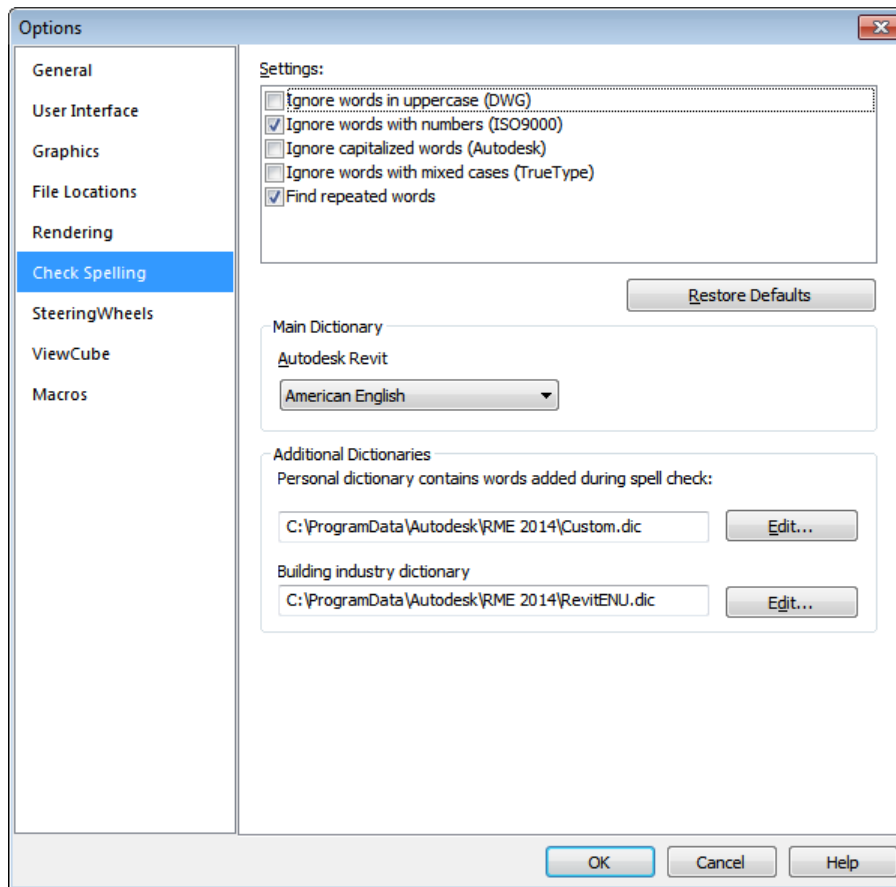 Options
General
User Interface
Graphics
File Locations
Rendering
Check Spelling
SteeringWheels
ViewCube
Macros
Settings:
Ignore words in uppercase (DWG)
Ignore words with numbers (ISO9000)
Ignore capitalized words (Autodesk)
Ignore words with mixed cases (TrueType)
Find repeated words
Restore Defaults
Main Dictionary
Autodesk Revit
American English
Additional Dictionaries
Personal dictionary contains words added during spell check:
C:\ProgramData\Autodesk\RME 2014\Custom.dic
Edit...
Building industry dictionary
C:\ProgramData\Autodesk\RME 2014\RevitENU.dic
Edit...
OK
Cancel
Help